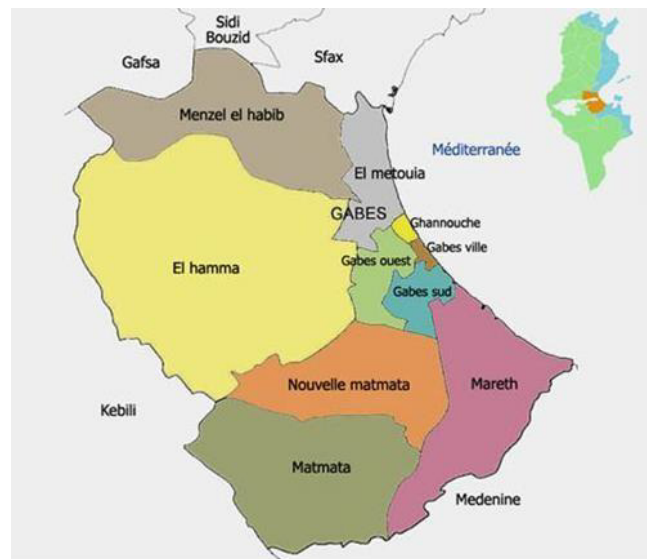 Sidi
Bouzid
Gafsa
Sfax
Menzel el habib
Méditerranée
El metouia
GABES
Ghannouche
Gabes ville
Gabes ouest
El hamma
Gabes sud
Nouvelle matmata
Mareth
Kebili
Matmata
Medenine